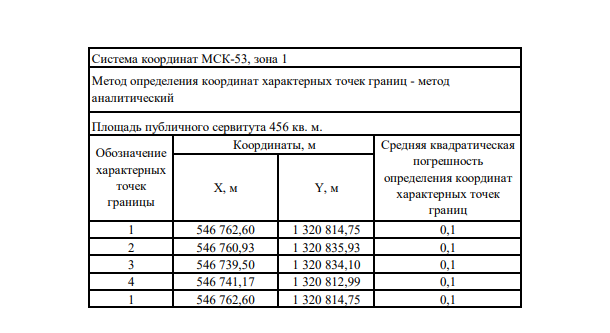 Система координат МСК-53, зона 1
Метод определения координат характерных точек границ - метод
аналитический
Площадь публичного сервитута 456 кв. м.
Обозначение
характерных
точек
границы
Координаты, м
X, м
Y, м
Средняя квадратическая
погрешность
определения координат
характерных точек
границ
1 546 762,60 1 320 814,75 0,1
2 546 760,93 1 320 835,93 0,1
3 546 739,50 1 320 834,10 0,1
4 546 741,17 1 320 812,99 0,1
1 546 762,60 1 320 814,75 0,1